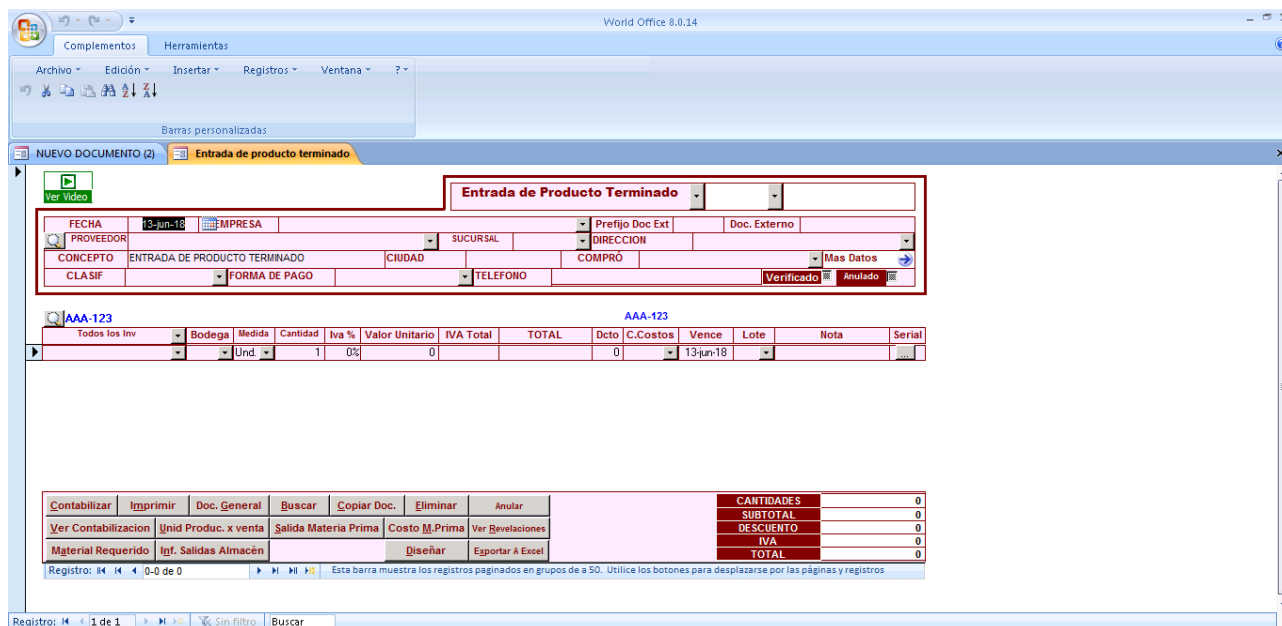 World Office 8.0.14
Complementos Herramientas
Archivo Edición Insertar Registros Ventana ?
Barras personalizadas
NUEVO DOCUMENTO (2) Entrada de producto terminado
Ver Video
Entrada de Producto Terminado
FECHA 13-jun-18 EMPRESA Prefijo Doc Ext Doc. Externo
PROVEEDOR SUCURSAL DIRECCION
CONCEPTO ENTRADA DE PRODUCTO TERMINADO CIUDAD COMPRÓ Mas Datos
CLASIF FORMA DE PAGO TELEFONO Verificado Anulado
AAA-123 AAA-123
Todos los Inv Bodega Medida Cantidad Iva % Valor Unitario IVA Total TOTAL Dcto C.Costos Vence Lote Nota Serial
Und. 1 0% 0 0 13-jun-18 ...
Contabilizar Imprimir Doc. General Buscar Copiar Doc. Eliminar Anular
Ver Contabilizacion Unid Produc. x venta Salida Materia Prima Costo M.Prima Ver Revelaciones
Material Requerido Inf. Salidas Almacén Diseñar Exportar A Excel
CANTIDADES 0
SUBTOTAL 0
DESCUENTO 0
IVA 0
TOTAL 0
Registro: 0-0 de 0 Esta barra muestra los registros paginados en grupos de a 50. Utilice los botones para desplazarse por las páginas y registros
Registro: 1 de 1 Sin filtro Buscar